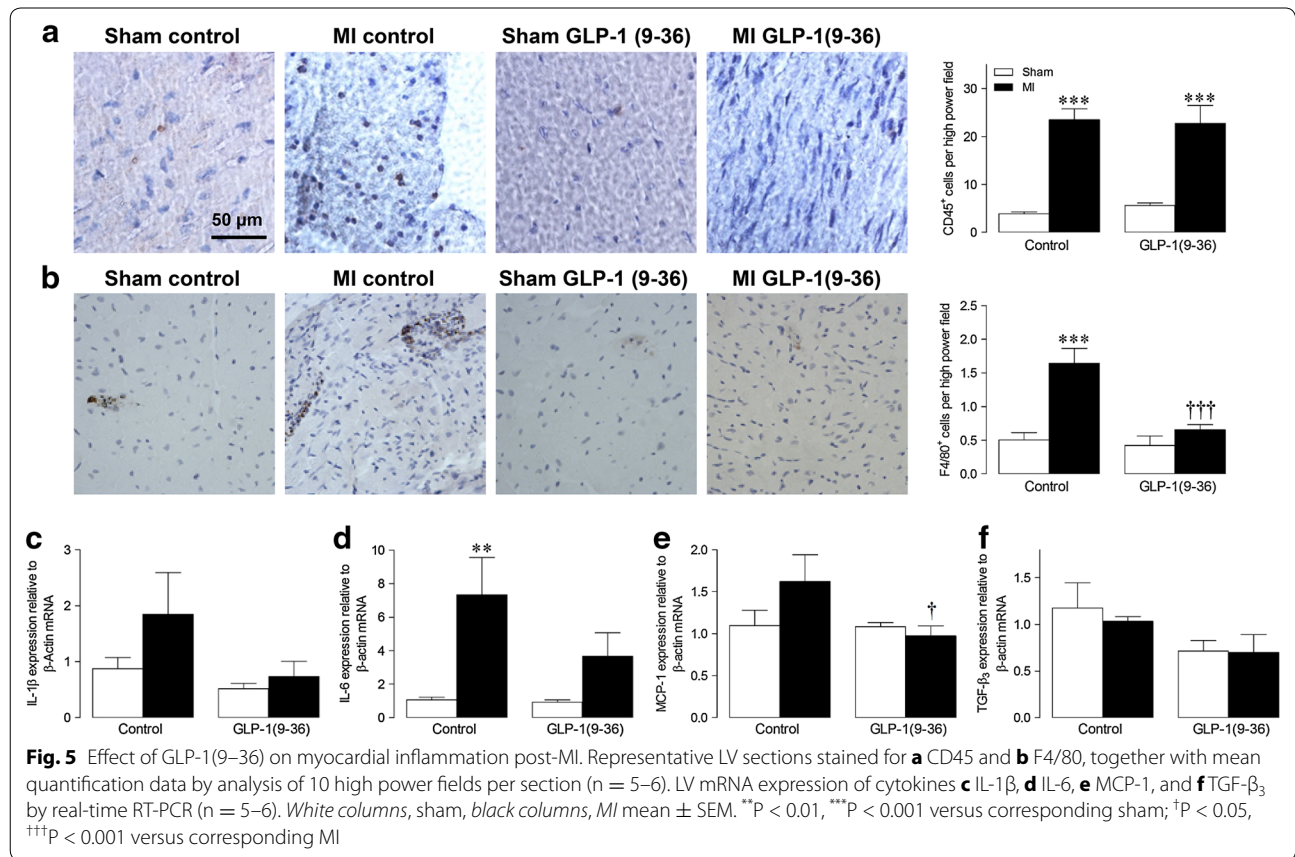 a
Sham control MI control Sham GLP-1 (9-36) MI GLP-1(9-36)
50 µm
CD45⁺ cells per high power field
30
20
10
0
Sham
MI
*** ***
Control GLP-1(9-36)
b
Sham control MI control Sham GLP-1 (9-36) MI GLP-1(9-36)
F4/80⁺ cells per high power field
2.5
2.0
1.5
1.0
0.5
0.0
***
†††
Control GLP-1(9-36)
c
IL-1β expression relative to
β-Actin mRNA
3
2
1
0
Control GLP-1(9-36)
d
IL-6 expression relative to
β-actin mRNA
10
8
6
4
2
0
**
Control GLP-1(9-36)
e
MCP-1 expression relative to
β-actin mRNA
2.0
1.5
1.0
0.5
0.0
†
Control GLP-1(9-36)
f
TGF-β₃ expression relative to
β-actin mRNA
1.5
1.0
0.5
0.0
Control GLP-1(9-36)
Fig. 5 Effect of GLP-1(9–36) on myocardial inflammation post-MI. Representative LV sections stained for a CD45 and b F4/80, together with mean
quantification data by analysis of 10 high power fields per section (n = 5–6). LV mRNA expression of cytokines c IL-1β, d IL-6, e MCP-1, and f TGF-β₃
by real-time RT-PCR (n = 5–6). White columns, sham, black columns, MI mean ± SEM. **P < 0.01, ***P < 0.001 versus corresponding sham; †P < 0.05,
†††P < 0.001 versus corresponding MI